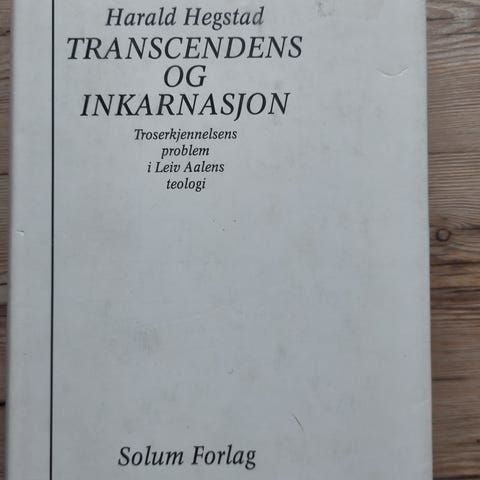 Harald Hegstad
TRANSCENDENS
OG
INKARNASJON
Troserkjennelsens
problem
i Leiv Aalens
teologi
Solum Forlag